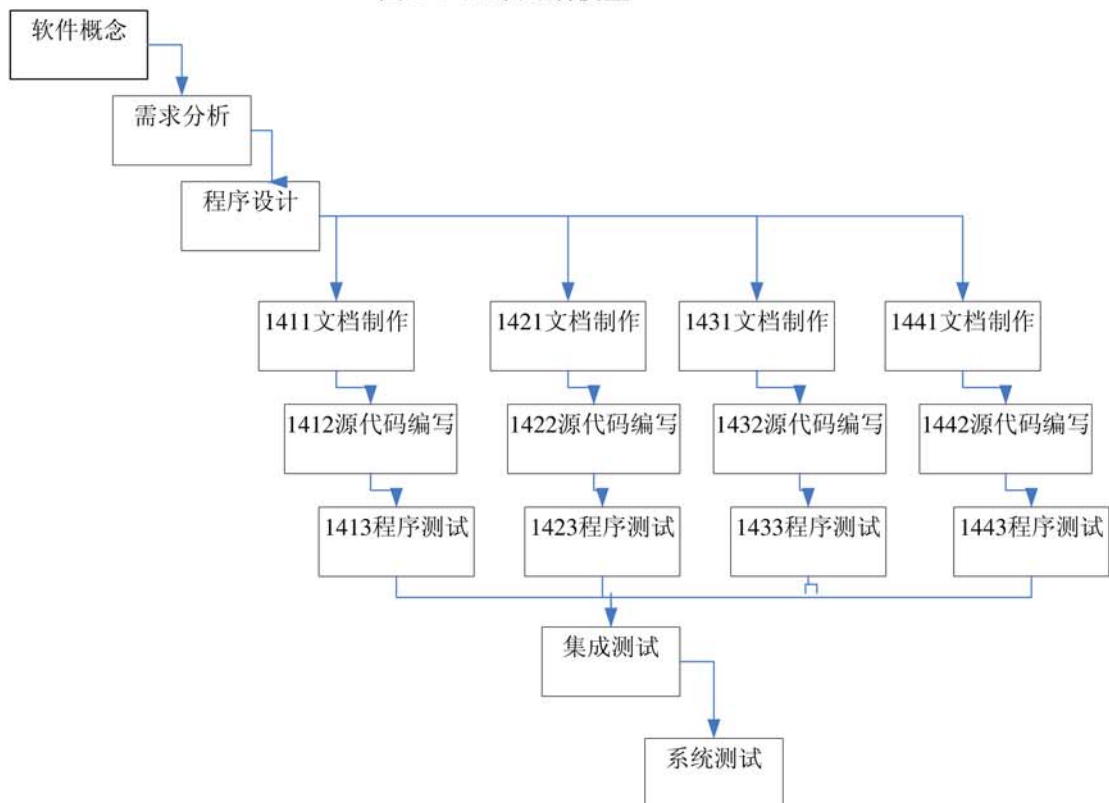 软件概念
需求分析
程序设计
1411文档制作
1421文档制作
1431文档制作
1441文档制作
1412源代码编写
1422源代码编写
1432源代码编写
1442源代码编写
1413程序测试
1423程序测试
1433程序测试
1443程序测试
集成测试
系统测试